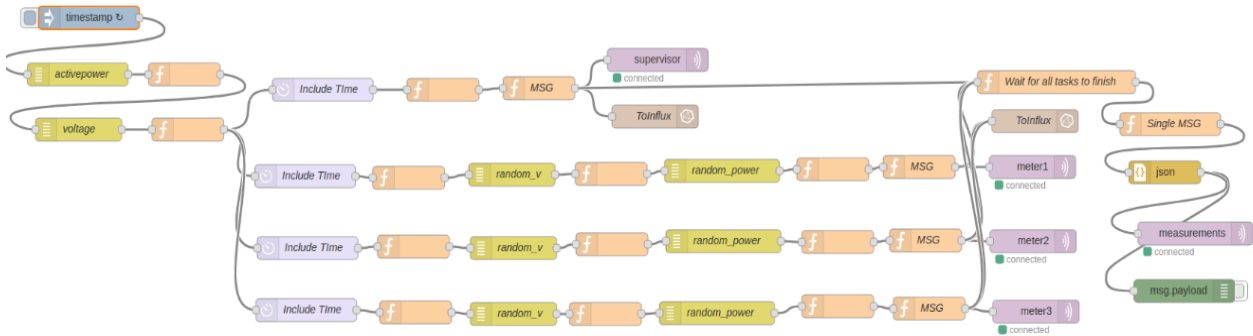 timestamp ↻
activepower
voltage
Include TIme
MSG
supervisor
connected
ToInflux
Wait for all tasks to finish
ToInflux
Single MSG
json
Include TIme
random_v
random_power
MSG
meter1
connected
Include TIme
random_v
random_power
MSG
meter2
connected
Include TIme
random_v
random_power
MSG
meter3
connected
measurements
connected
msg.payload